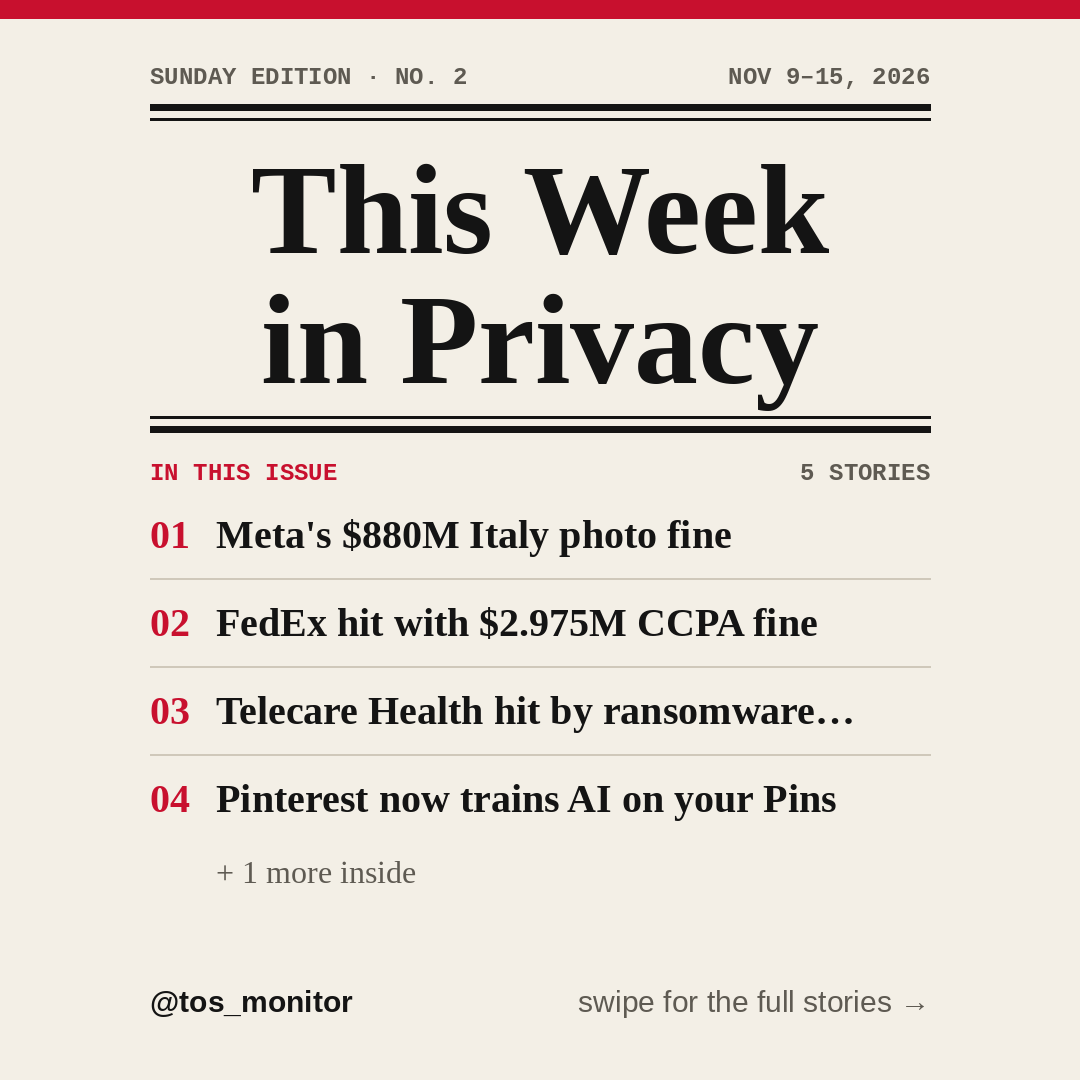 SUNDAY EDITION · NO. 2
NOV 9–15, 2026
This Week
in Privacy
IN THIS ISSUE
5 STORIES
01 Meta's $880M Italy photo fine
02 FedEx hit with $2.975M CCPA fine
03 Telecare Health hit by ransomware…
04 Pinterest now trains AI on your Pins
+ 1 more inside
@tos_monitor
swipe for the full stories →